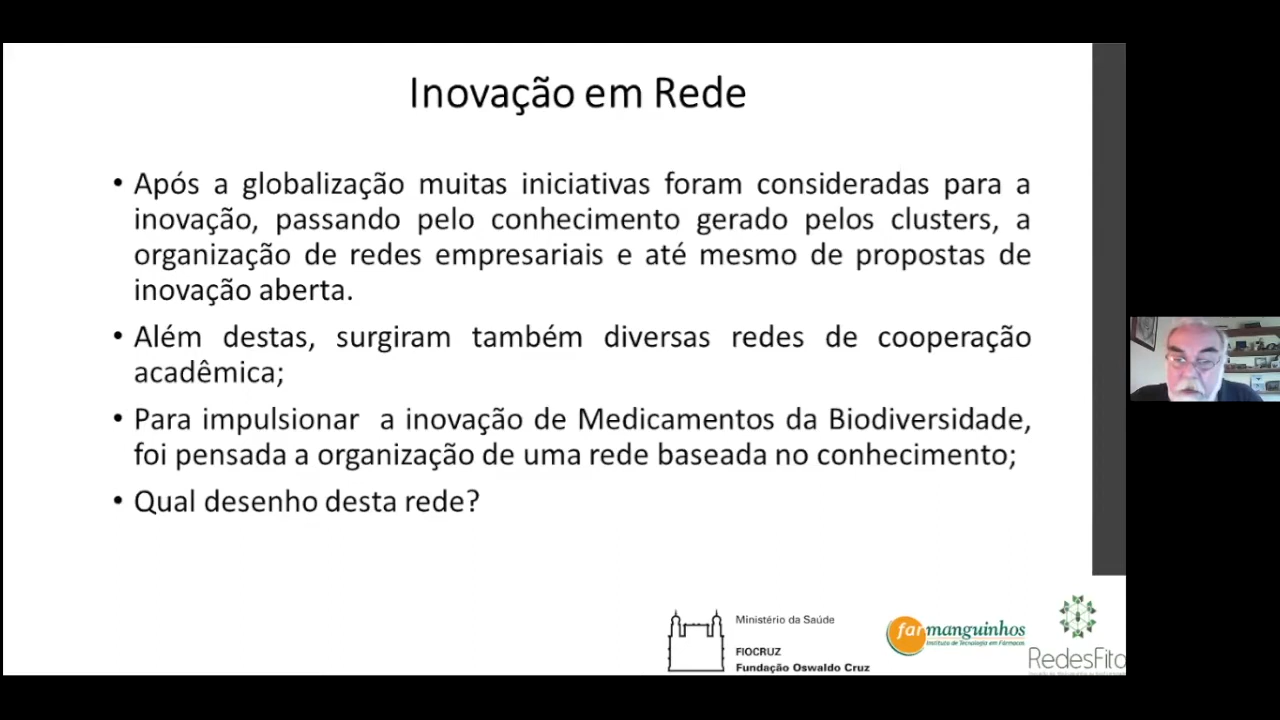 Inovação em Rede
• Após a globalização muitas iniciativas foram consideradas para a
inovação, passando pelo conhecimento gerado pelos clusters, a
organização de redes empresariais e até mesmo de propostas de
inovação aberta.
• Além destas, surgiram também diversas redes de cooperação
acadêmica;
• Para impulsionar a inovação de Medicamentos da Biodiversidade,
foi pensada a organização de uma rede baseada no conhecimento;
• Qual desenho desta rede?
Ministério da Saúde
FIOCRUZ
Fundação Oswaldo Cruz
farmanguinhos
Instituto de Tecnologia em Fármacos
RedesFito